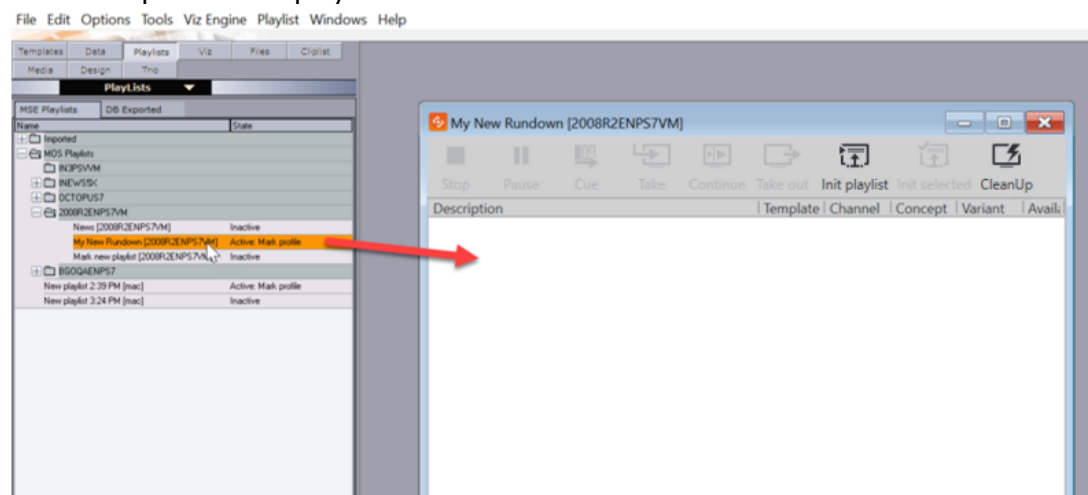 File Edit Options Tools Viz Engine Playlist Window Help
Templates Data Playlists Viz Files Cliplist
Media Design Trio
PlayLists
MSE Playlists DB Exported
Name State
Imported
MOS Playlists
IN3PSVVM
INEWS5X
OCTOPUS7
2008R2ENPS7VM
News [2008R2ENPS7VM] Inactive
My New Rundown [2008R2ENPS7VM] Active: Mark profile
Mark new playlist [2008R2ENPS7VM] Inactive
BGOQAENPS7
New playlist 2:39 PM [mac] Active: Mark profile
New playlist 3:24 PM [mac] Inactive
My New Rundown [2008R2ENPS7VM]
Stop Pause Cue Take Continue Take out Init playlist Init selected CleanUp
Description Template Channel Concept Variant Availa